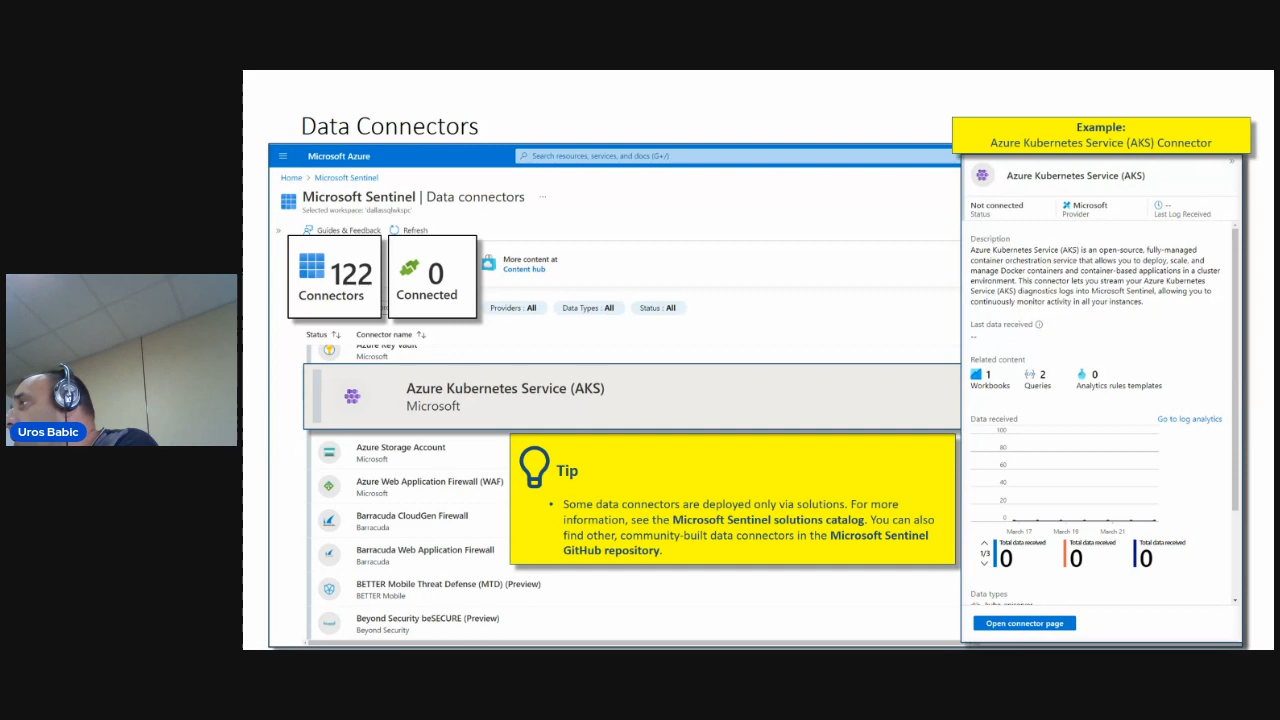 Data Connectors
Example:
Azure Kubernetes Service (AKS) Connector
Microsoft Azure
Search resources, services, and docs (G+/)
Home > Microsoft Sentinel
Microsoft Sentinel | Data connectors ...
Selected workspace: 'dallassqlwkspc'
» Guides & Feedback Refresh
122
Connectors
0
Connected
More content at
Content hub
Providers : All Data Types : All Status : All
Status ↑↓ Connector name ↑↓
Azure Key Vault
Microsoft
Azure Kubernetes Service (AKS)
Microsoft
Azure Storage Account
Microsoft
Azure Web Application Firewall (WAF)
Microsoft
Barracuda CloudGen Firewall
Barracuda
Barracuda Web Application Firewall
Barracuda
BETTER Mobile Threat Defense (MTD) (Preview)
BETTER Mobile
Beyond Security beSECURE (Preview)
Beyond Security
Tip
• Some data connectors are deployed only via solutions. For more
information, see the Microsoft Sentinel solutions catalog. You can also
find other, community-built data connectors in the Microsoft Sentinel
GitHub repository.
Azure Kubernetes Service (AKS)
Not connected Microsoft --
Status Provider Last Log Received
Description
Azure Kubernetes Service (AKS) is an open-source, fully-managed
container orchestration service that allows you to deploy, scale, and
manage Docker containers and container-based applications in a cluster
environment. This connector lets you stream your Azure Kubernetes
Service (AKS) diagnostics logs into Microsoft Sentinel, allowing you to
continuously monitor activity in all your instances.
Last data received
--
Related content
1 2 0
Workbooks Queries Analytics rules templates
Data received Go to log analytics
100
80
60
40
20
0
March 17 March 19 March 21
1/3
Total data received Total data received Total data received
0 0 0
Data types
kube-apiserver
Open connector page
Uros Babic